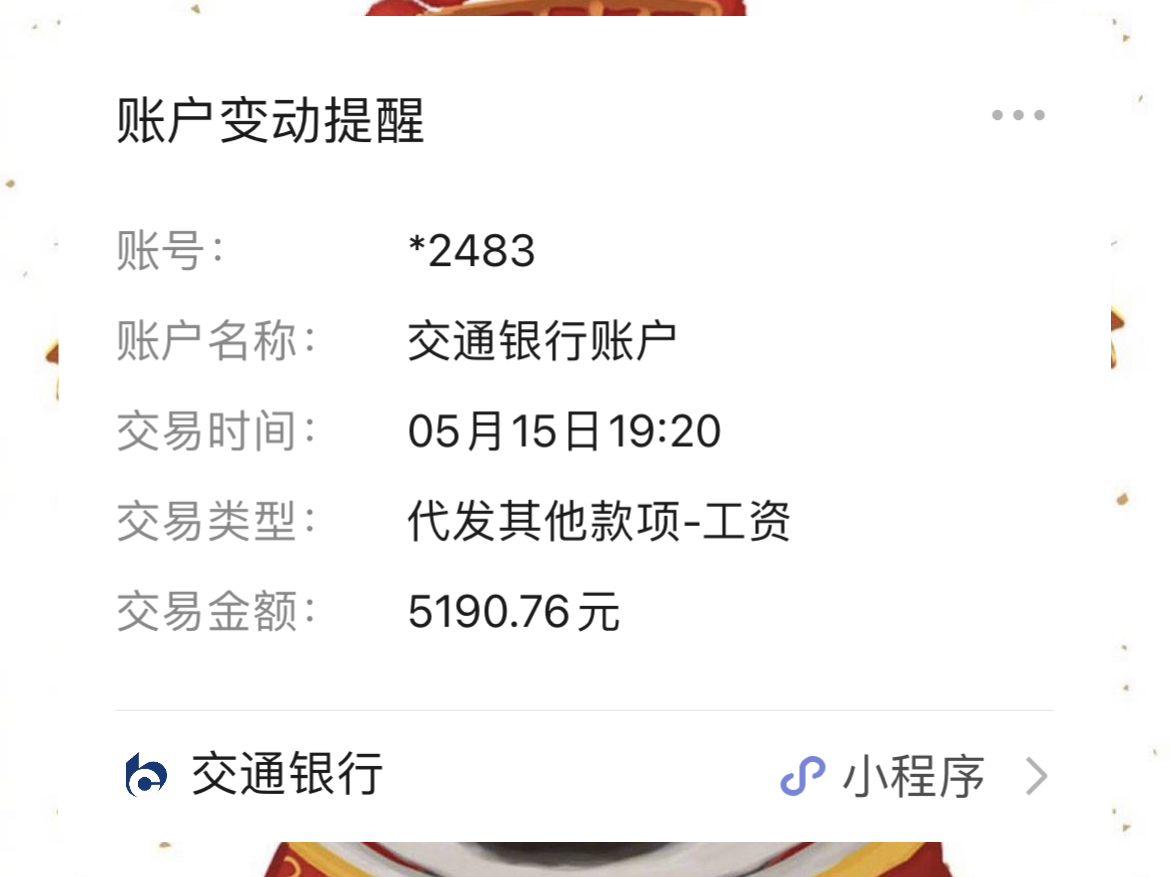 账户变动提醒
账号： *2483
账户名称： 交通银行账户
交易时间： 05月15日19:20
交易类型： 代发其他款项-工资
交易金额： 5190.76元
交通银行 小程序